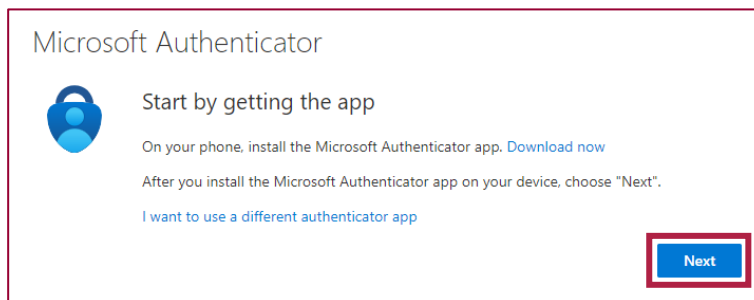 Microsoft Authenticator
Start by getting the app
On your phone, install the Microsoft Authenticator app. Download now
After you install the Microsoft Authenticator app on your device, choose "Next".
I want to use a different authenticator app
Next